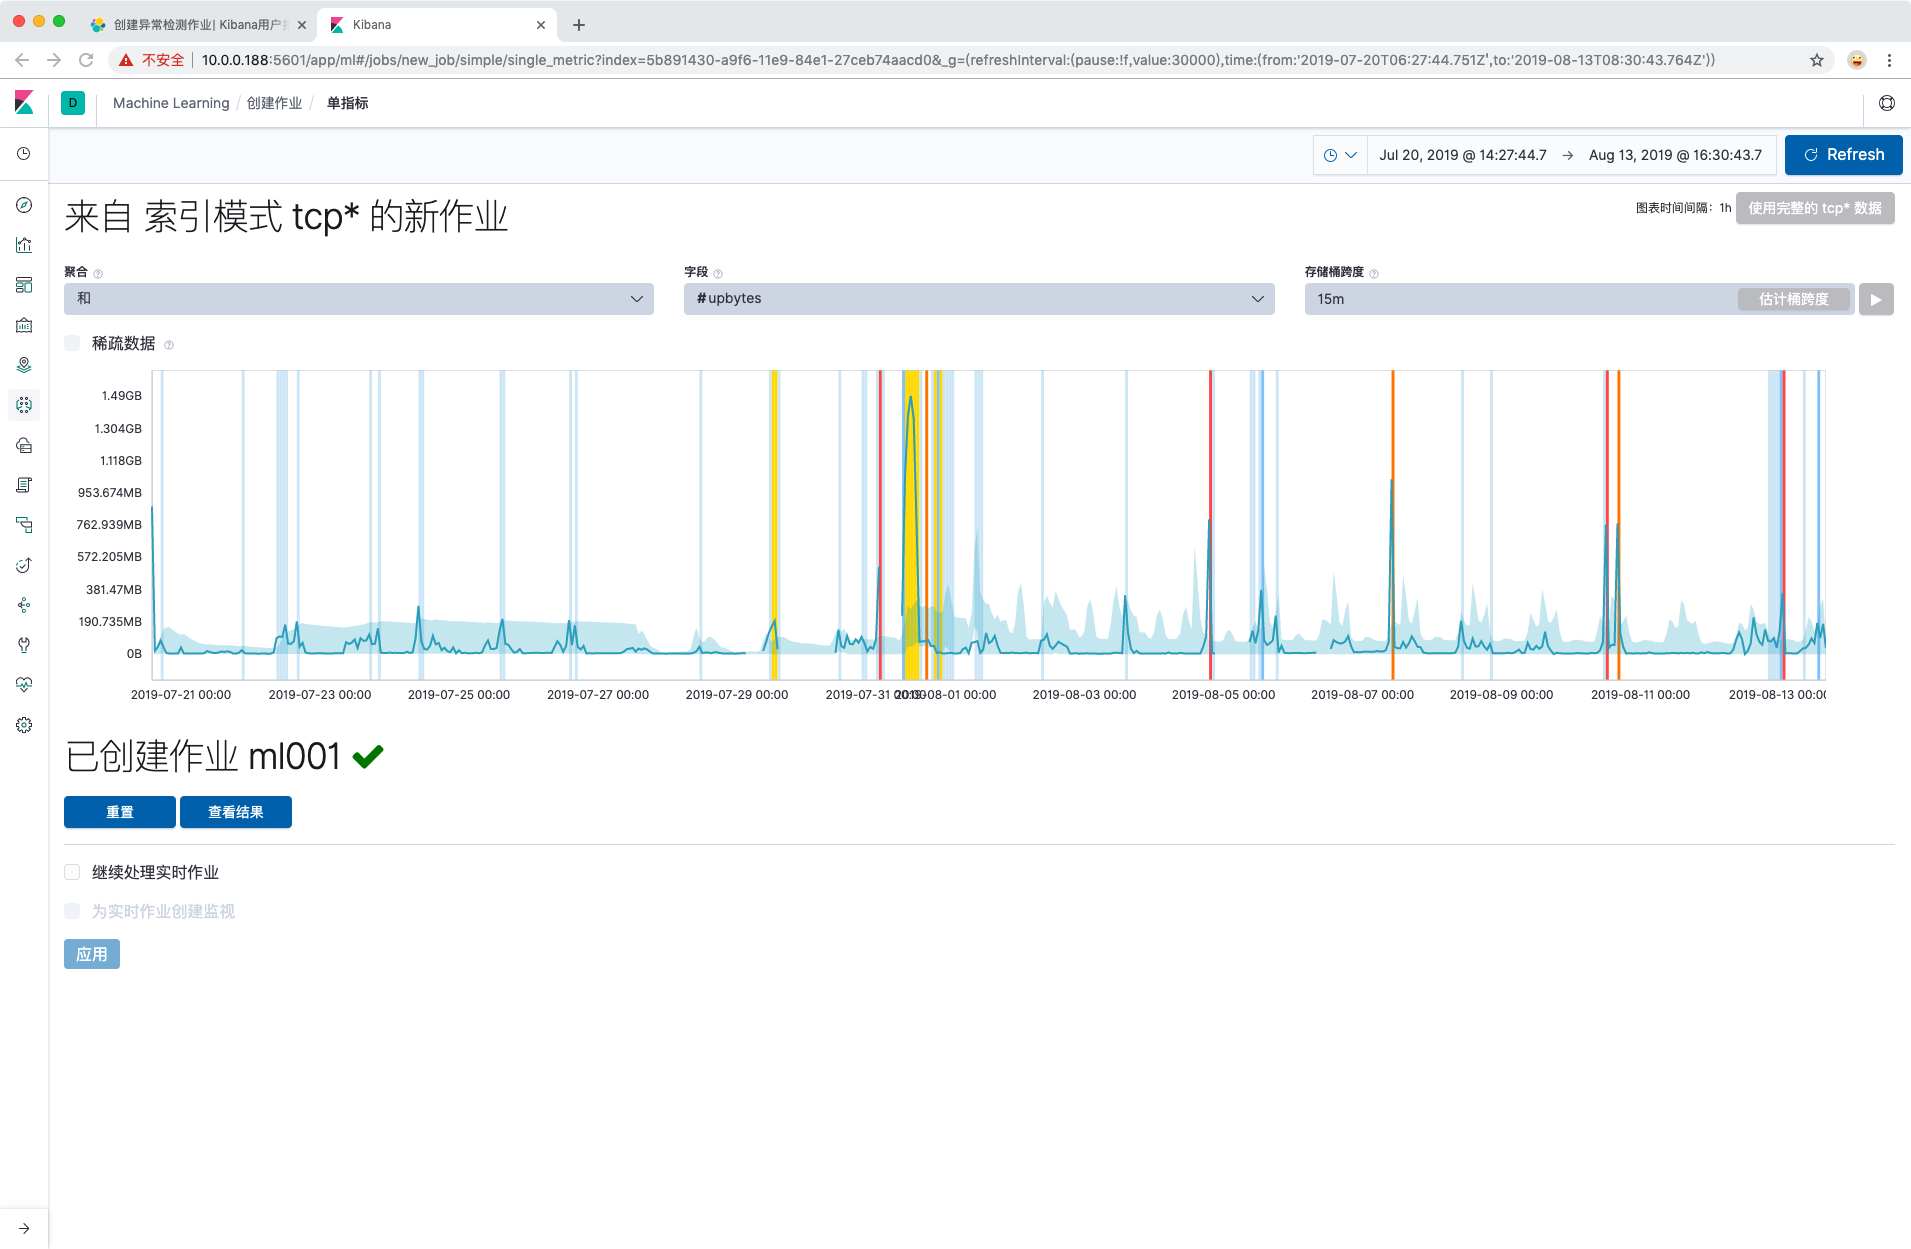 创建异常检测作业| Kibana用户
Kibana
不安全 10.0.0.188:5601/app/ml#/jobs/new_job/simple/single_metric?index=5b891430-a9f6-11e9-84e1-27ceb74aacd0&_g=(refreshInterval:(pause:!f,value:30000),time:(from:'2019-07-20T06:27:44.751Z',to:'2019-08-13T08:30:43.764Z'))
D Machine Learning / 创建作业 / 单指标
Jul 20, 2019 @ 14:27:44.7 → Aug 13, 2019 @ 16:30:43.7 Refresh
来自 索引模式 tcp* 的新作业
图表时间间隔: 1h 使用完整的 tcp* 数据
聚合 字段 存储桶跨度
和 #upbytes 15m 估计桶跨度
稀疏数据
1.49GB
1.304GB
1.118GB
953.674MB
762.939MB
572.205MB
381.47MB
190.735MB
0B
2019-07-21 00:00 2019-07-23 00:00 2019-07-25 00:00 2019-07-27 00:00 2019-07-29 00:00 2019-07-31 00:00 2019-08-01 00:00 2019-08-03 00:00 2019-08-05 00:00 2019-08-07 00:00 2019-08-09 00:00 2019-08-11 00:00 2019-08-13 00:00
已创建作业 ml001
重置 查看结果
继续处理实时作业
为实时作业创建监视
应用